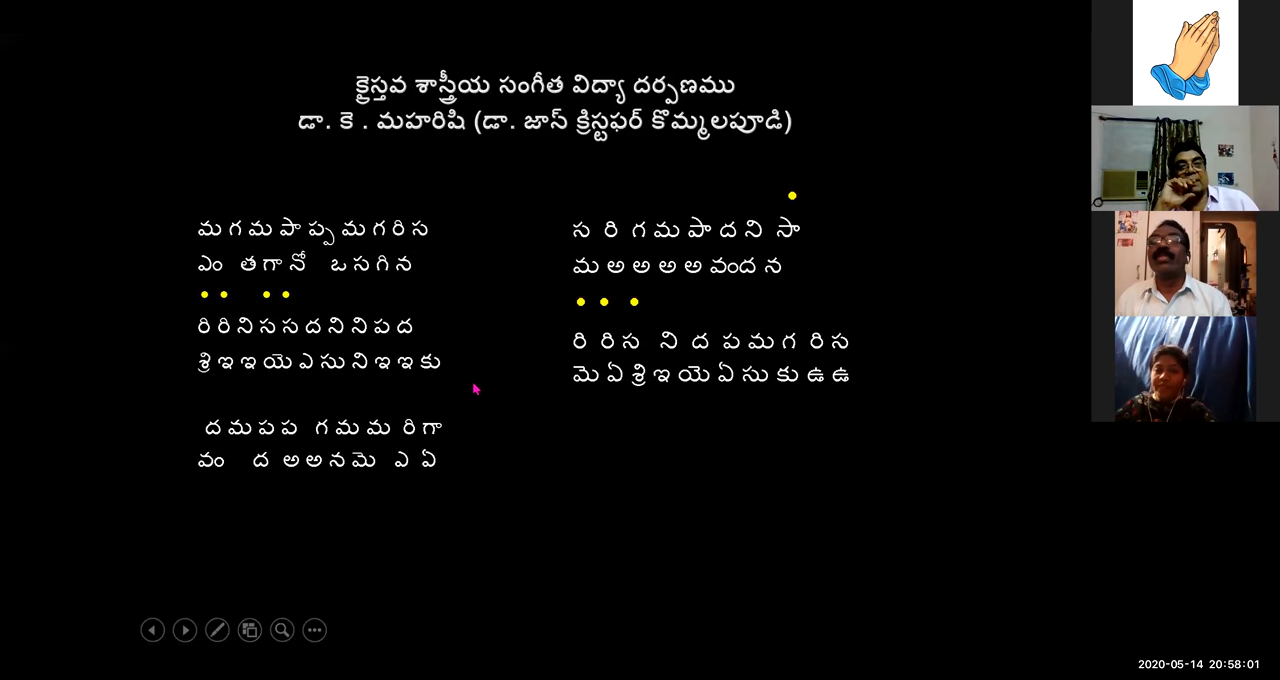 క్రైస్తవ శాస్త్రీయ సంగీత విద్యా దర్పణము
డా. కె . మహరిషి (డా. జాస్ క్రిస్టఫర్ కొమ్మలపూడి)
మ గ మ పా ప్ప మ గ రి స
ఎం త గా నో ఒ స గి న
రి రి ని స స ద ని ని ప ద
శ్రి ఇ ఇ యె ఎ సు ని ఇ ఇ కు
ద మ ప ప గ మ మ రి గా
వం ద అ అ న మె ఎ ఏ
స రి గ మ పా ద ని సా
మ అ అ అ అ వంద న
రి రి స ని ద ప మ గ రి స
మె ఏ శ్రి ఇ యె ఏ సు కు ఉ ఉ
2020-05-14 20:58:01